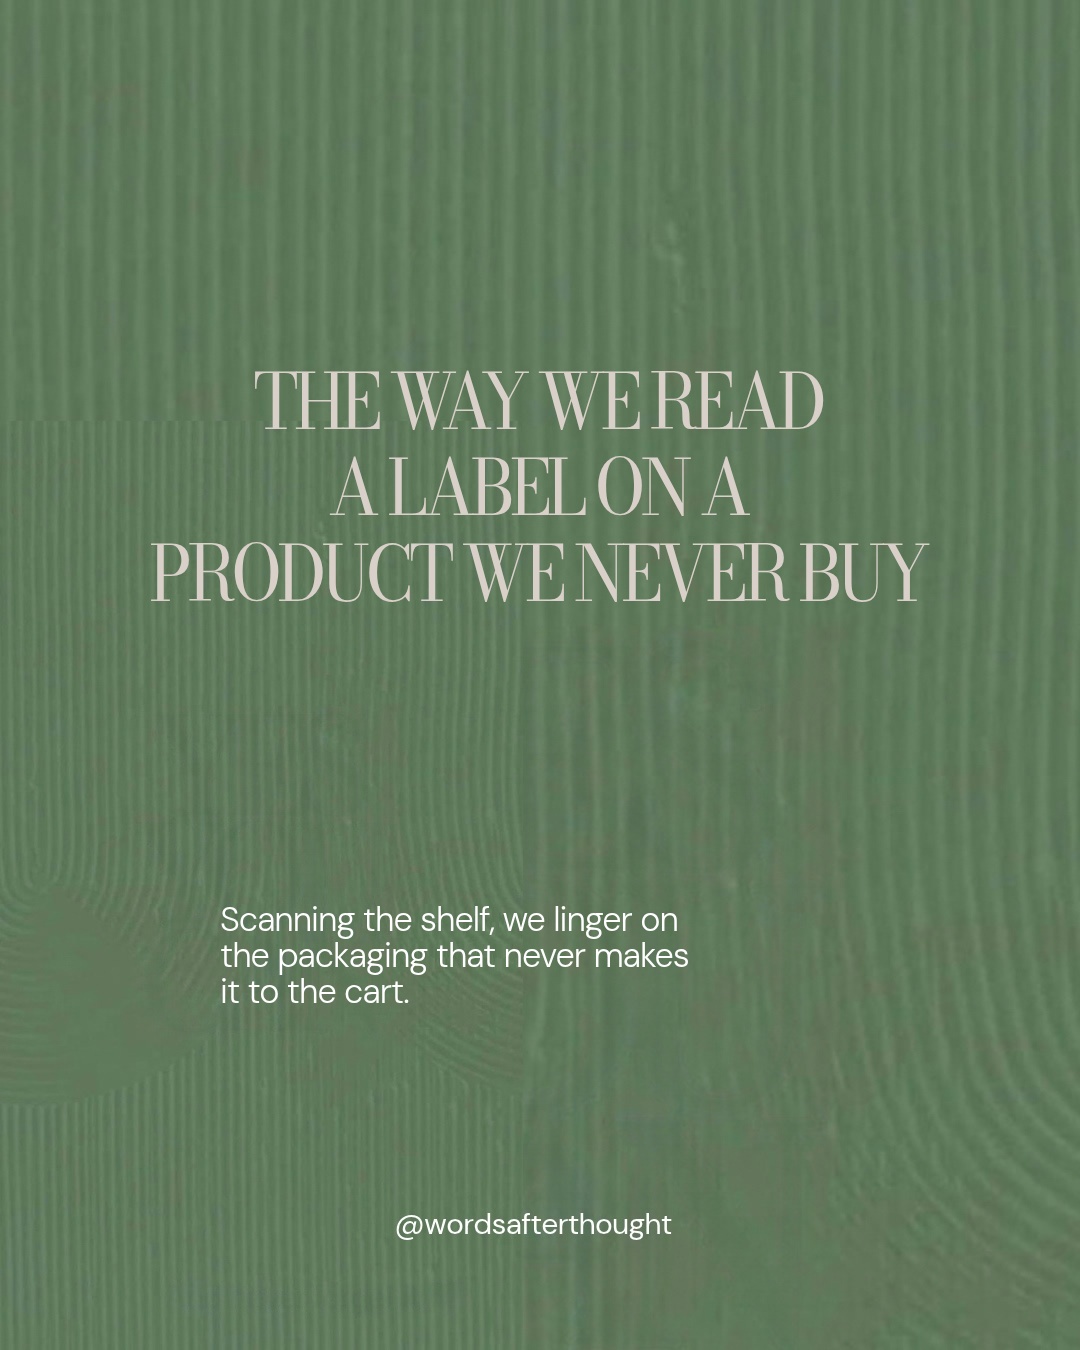 THE WAY WE READ
A LABEL ON A
PRODUCT WE NEVER BUY
Scanning the shelf, we linger on
the packaging that never makes
it to the cart.
@wordsafterthought